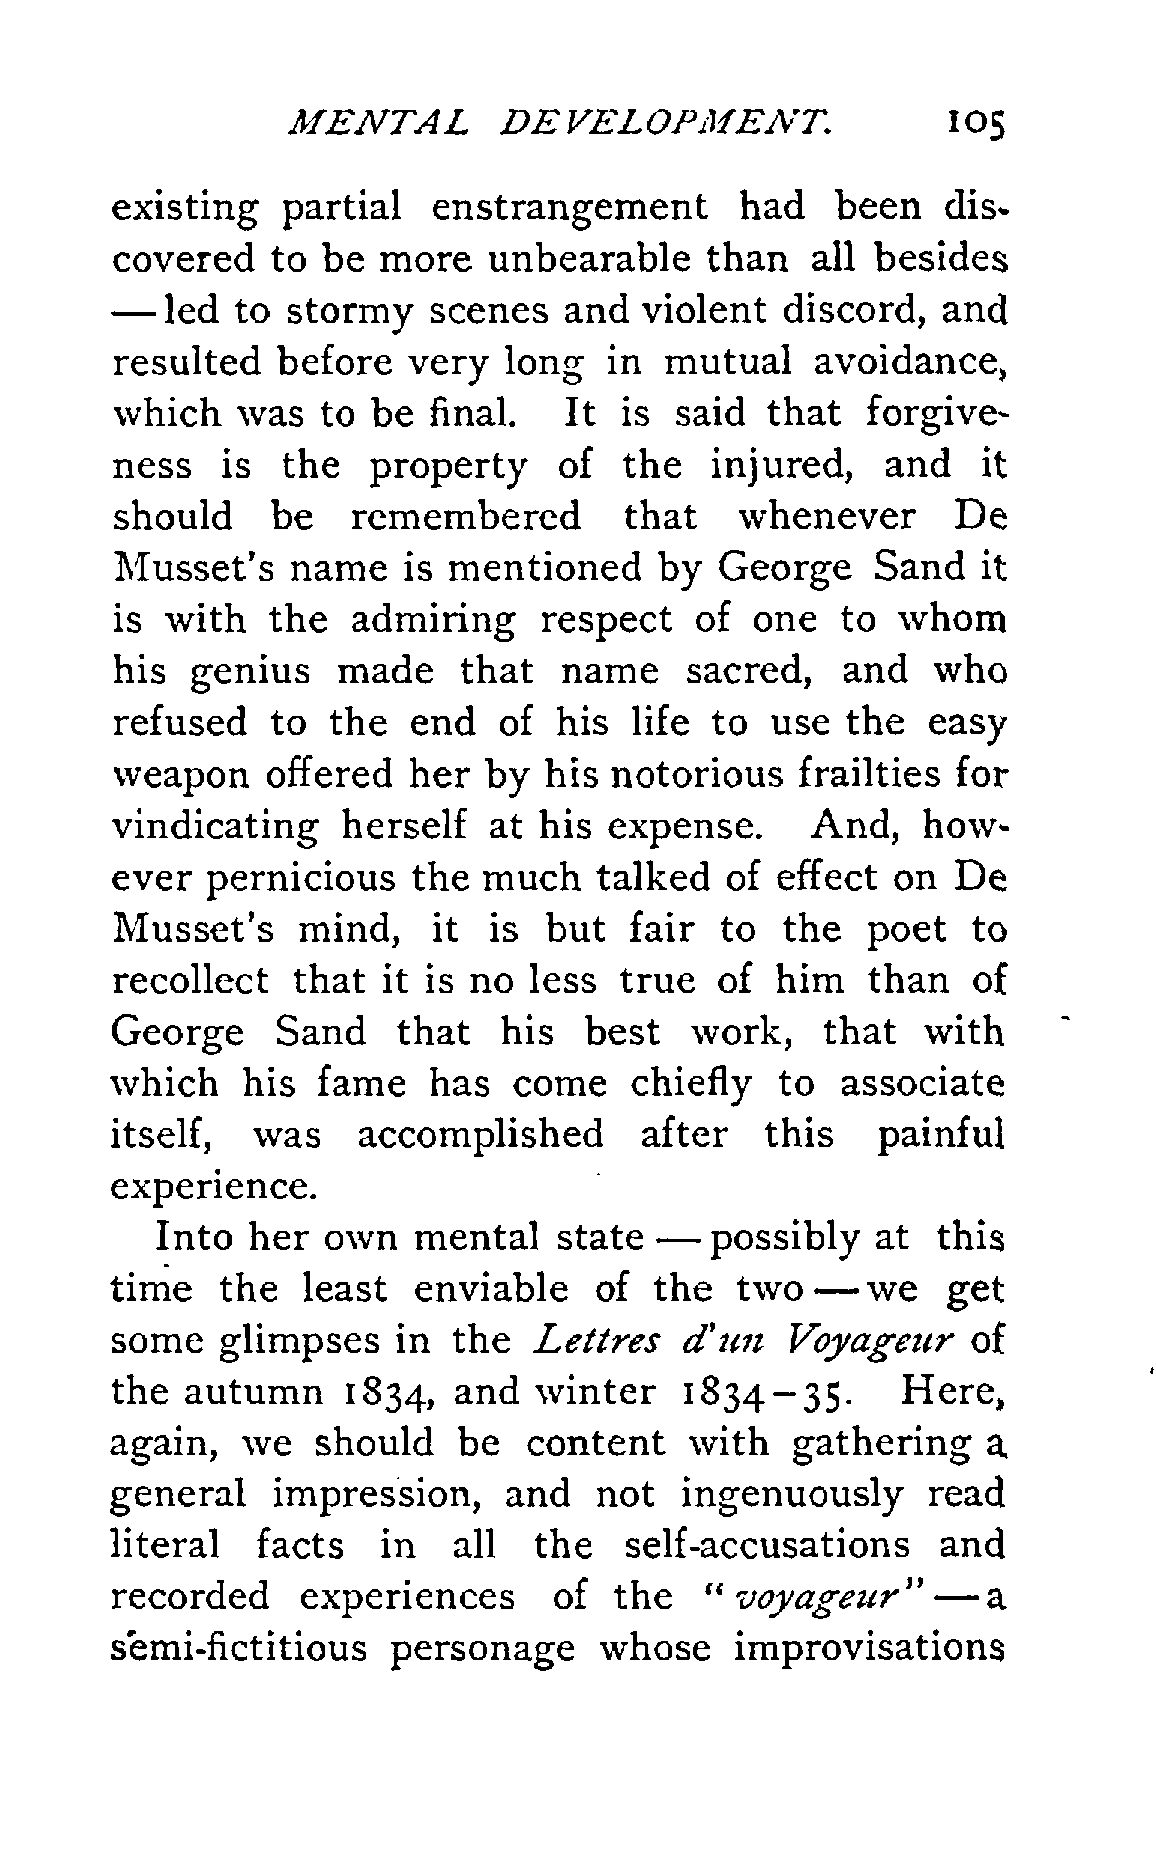 MENTAL DEVELOPMENT. 105
existing partial enstrangement had been dis-
covered to be more unbearable than all besides
— led to stormy scenes and violent discord, and
resulted before very long in mutual avoidance,
which was to be final. It is said that forgive-
ness is the property of the injured, and it
should be remembered that whenever De
Musset's name is mentioned by George Sand it
is with the admiring respect of one to whom
his genius made that name sacred, and who
refused to the end of his life to use the easy
weapon offered her by his notorious frailties for
vindicating herself at his expense. And, how-
ever pernicious the much talked of effect on De
Musset's mind, it is but fair to the poet to
recollect that it is no less true of him than of
George Sand that his best work, that with
which his fame has come chiefly to associate
itself, was accomplished after this painful
experience.
Into her own mental state — possibly at this
time the least enviable of the two — we get
some glimpses in the Lettres d'un Voyageur of
the autumn 1834, and winter 1834–35. Here,
again, we should be content with gathering a
general impression, and not ingenuously read
literal facts in all the self-accusations and
recorded experiences of the "voyageur" — a
semi-fictitious personage whose improvisations